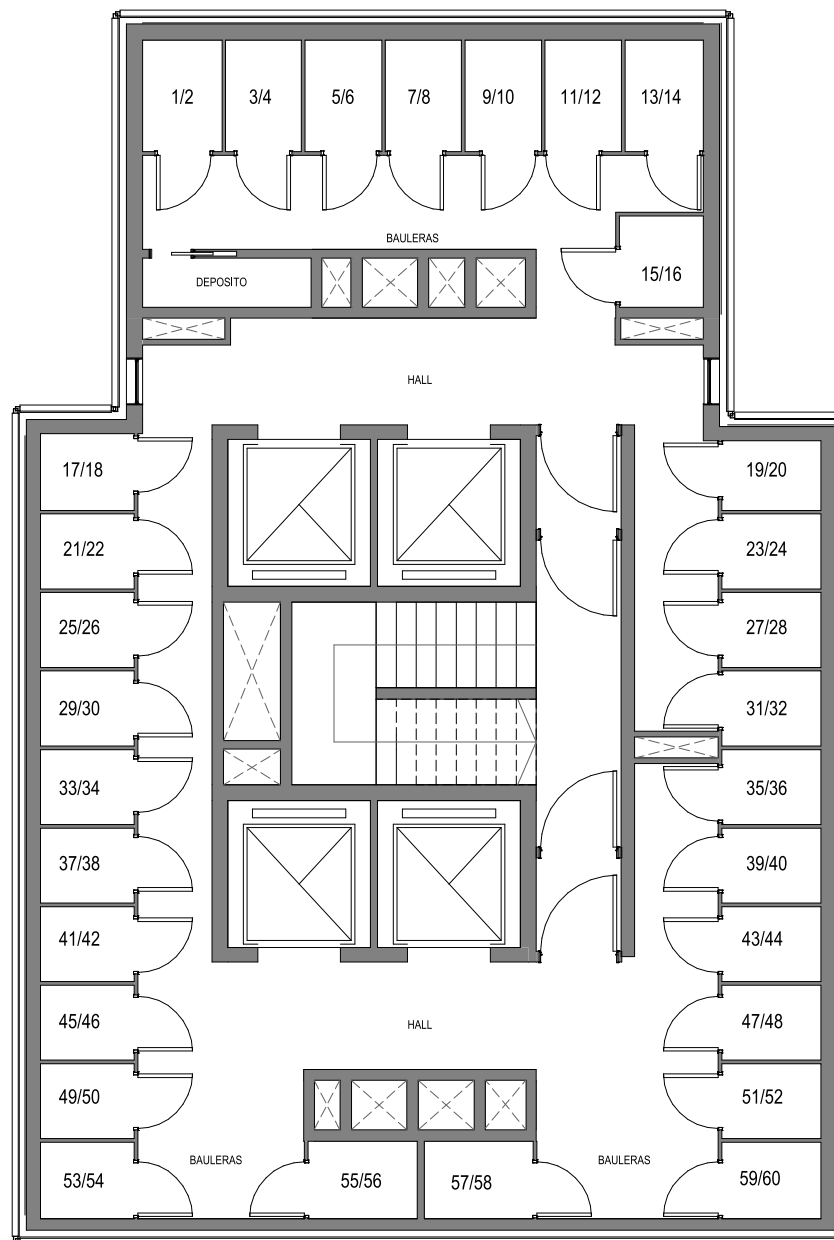 1/2 3/4 5/6 7/8 9/10 11/12 13/14
BAULERAS
15/16
DEPOSITO
HALL
17/18 19/20
21/22 23/24
25/26 27/28
29/30 31/32
33/34 35/36
37/38 39/40
41/42 43/44
45/46 47/48
HALL
49/50 51/52
BAULERAS BAULERAS
53/54 55/56 57/58 59/60